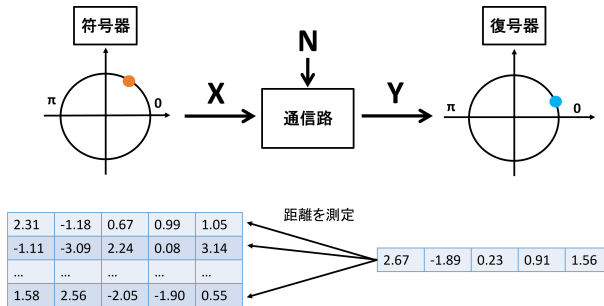 符号器
復号器
N
π
0
X
通信路
Y
π
0
距離を測定
2.31 -1.18 0.67 0.99 1.05
-1.11 -3.09 2.24 0.08 3.14
... ... ... ... ...
1.58 2.56 -2.05 -1.90 0.55
2.67 -1.89 0.23 0.91 1.56